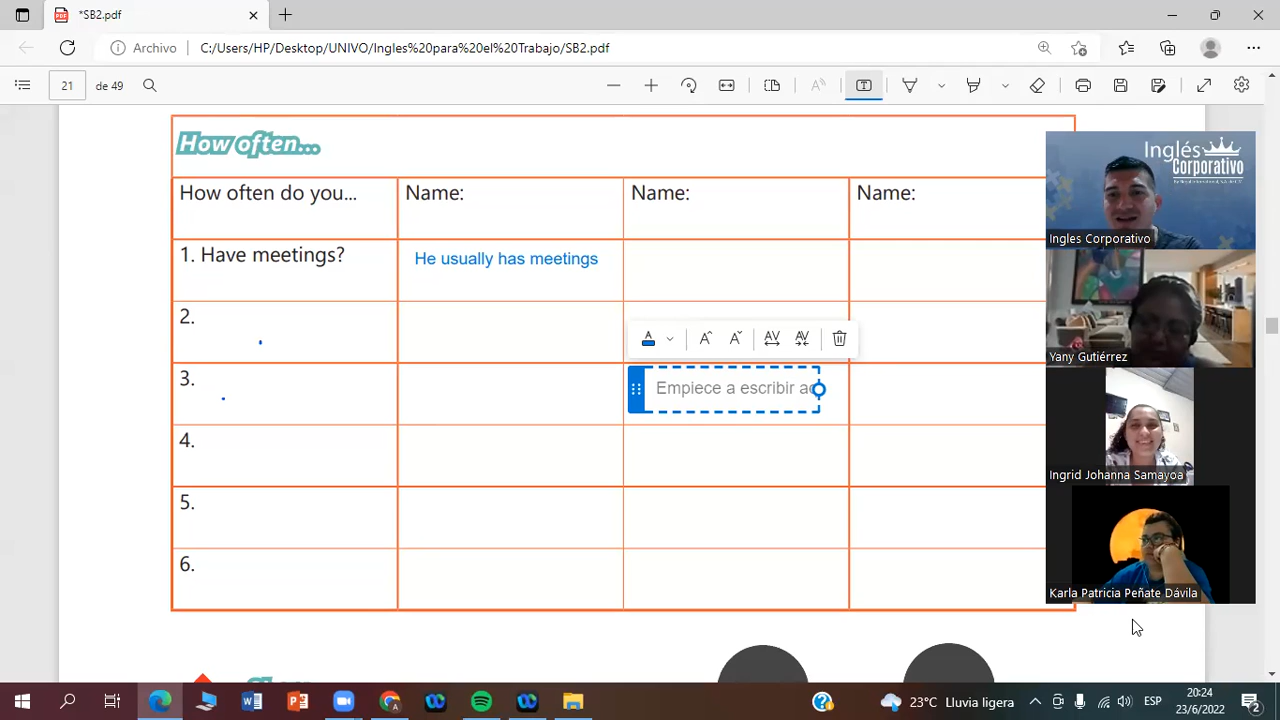 *SB2.pdf
Archivo
C:/Users/HP/Desktop/UNIVO/Ingles%20para%20el%20Trabajo/SB2.pdf
21
de 49
How often...
How often do you...
Name:
Name:
Name:
1. Have meetings?
He usually has meetings
2.
3.
Empiece a escribir
4.
5.
6.
Inglés
Corporativo
Ingles Corporativo
Yany Gutiérrez
Ingrid Johanna Samayoa
Karla Patricia Peñate Dávila
23°C Lluvia ligera
ESP
20:24
23/6/2022
2